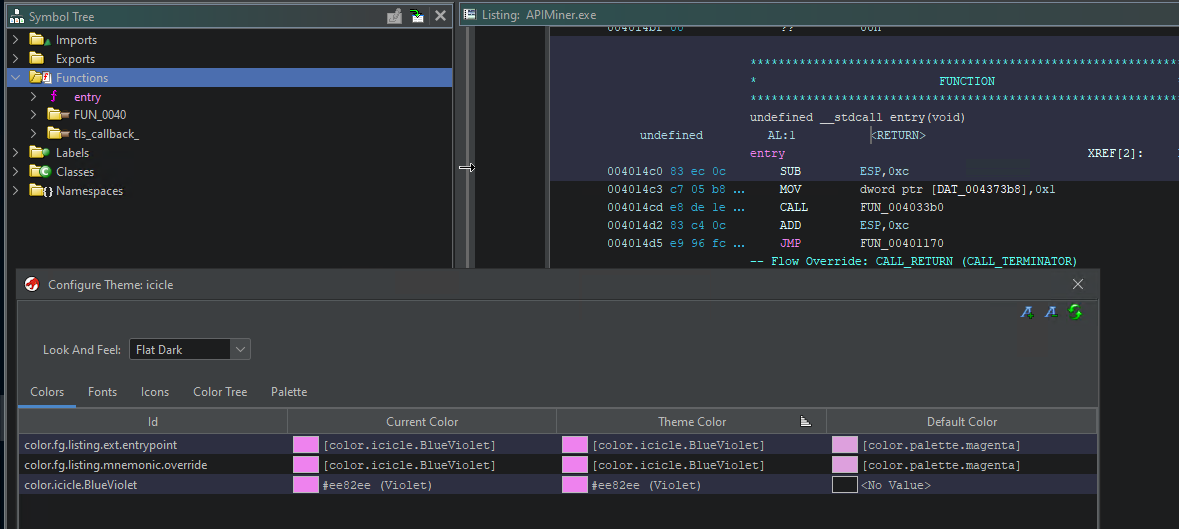 Symbol Tree
Imports
Exports
Functions
f entry
FUN_0040
tls_callback_
Labels
Classes
{} Namespaces
Listing: APIMiner.exe
004014bf 00 ?? 00h
************************************************************
* FUNCTION
************************************************************
undefined __stdcall entry(void)
undefined AL:1 <RETURN>
entry XREF[2]:
004014c0 83 ec 0c SUB ESP,0xc
004014c3 c7 05 b8 ... MOV dword ptr [DAT_004373b8],0x1
004014cd e8 de 1e ... CALL FUN_004033b0
004014d2 83 c4 0c ADD ESP,0xc
004014d5 e9 96 fc ... JMP FUN_00401170
-- Flow Override: CALL_RETURN (CALL_TERMINATOR)
Configure Theme: icicle
Look And Feel: Flat Dark
Colors Fonts Icons Color Tree Palette
Id Current Color Theme Color Default Color
color.fg.listing.ext.entrypoint [color.icicle.BlueViolet] [color.icicle.BlueViolet] [color.palette.magenta]
color.fg.listing.mnemonic.override [color.icicle.BlueViolet] [color.icicle.BlueViolet] [color.palette.magenta]
color.icicle.BlueViolet #ee82ee (Violet) #ee82ee (Violet) <No Value>